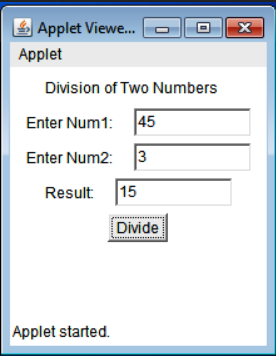 Applet Viewe...
Applet
Division of Two Numbers
Enter Num1: 45
Enter Num2: 3
Result: 15
Divide
Applet started.